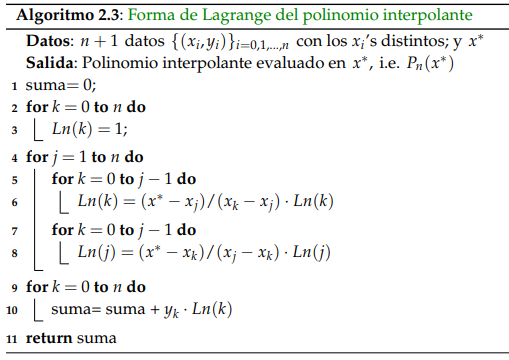 Algoritmo 2.3: Forma de Lagrange del polinomio interpolante
Datos: n + 1 datos {(x_i, y_i)}_{i=0,1,...,n} con los x_i's distintos; y x*
Salida: Polinomio interpolante evaluado en x*, i.e. P_n(x*)
1 suma= 0;
2 for k = 0 to n do
3 Ln(k) = 1;
4 for j = 1 to n do
5 for k = 0 to j − 1 do
6 Ln(k) = (x* − x_j)/(x_k − x_j) · Ln(k)
7 for k = 0 to j − 1 do
8 Ln(j) = (x* − x_k)/(x_j − x_k) · Ln(j)
9 for k = 0 to n do
10 suma= suma + y_k · Ln(k)
11 return suma